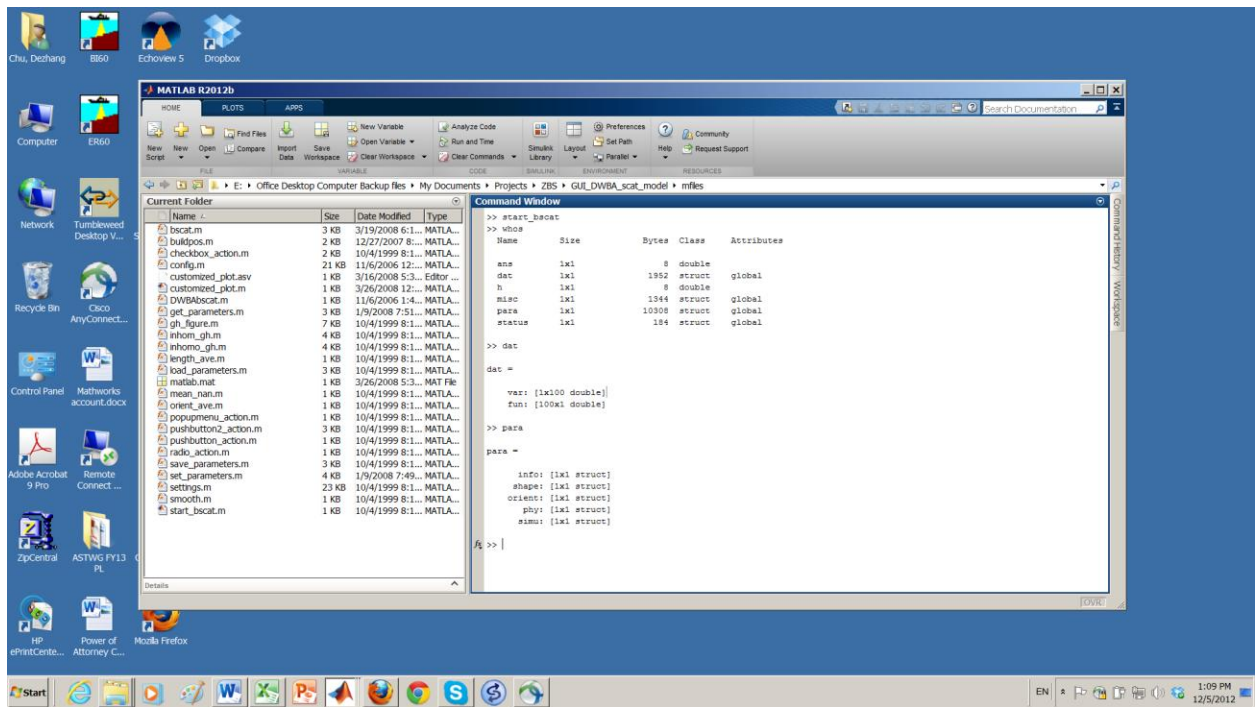 Chu, Dezhang
BI60
Echoview 5
Dropbox
Computer
ER60
Network
Tumbleweed
Desktop V...
Recycle Bin
Cisco
AnyConnect...
Control Panel
Mathworks
account.docx
Adobe Acrobat
9 Pro
Remote
Connect ...
ZipCentral
ASTWG FY13
PL
HP
ePrintCente...
Power of
Attorney C...
Mozilla Firefox
MATLAB R2012b
HOME PLOTS APPS
Search Documentation
New
Script
New
Open
Find Files
Compare
Import
Data
Save
Workspace
New Variable
Open Variable
Clear Workspace
Analyze Code
Run and Time
Clear Commands
Simulink
Library
Layout
Preferences
Set Path
Parallel
Help
Community
Request Support
FILE VARIABLE CODE SIMULINK ENVIRONMENT RESOURCES
E: Office Desktop Computer Backup files My Documents Projects ZBS GUI_DWBA_scat_model mfiles
Current Folder
Name Size Date Modified Type
bscat.m 3 KB 3/19/2008 6:1... MATLA...
buildpos.m 2 KB 12/27/2007 8:... MATLA...
checkbox_action.m 2 KB 10/4/1999 8:1... MATLA...
config.m 21 KB 11/6/2006 12:... MATLA...
customized_plot.asv 1 KB 3/16/2008 5:3... Editor ...
customized_plot.m 1 KB 3/26/2008 12:... MATLA...
DWBAbscat.m 1 KB 11/6/2006 1:4... MATLA...
get_parameters.m 3 KB 1/9/2008 7:51... MATLA...
gh_figure.m 7 KB 10/4/1999 8:1... MATLA...
inhom_gh.m 4 KB 10/4/1999 8:1... MATLA...
inhomo_gh.m 4 KB 10/4/1999 8:1... MATLA...
length_ave.m 1 KB 10/4/1999 8:1... MATLA...
load_parameters.m 3 KB 10/4/1999 8:1... MATLA...
matlab.mat 1 KB 3/26/2008 5:3... MAT File
mean_nan.m 1 KB 10/4/1999 8:1... MATLA...
orient_ave.m 1 KB 10/4/1999 8:1... MATLA...
popupmenu_action.m 1 KB 10/4/1999 8:1... MATLA...
pushbutton2_action.m 3 KB 10/4/1999 8:1... MATLA...
pushbutton_action.m 1 KB 10/4/1999 8:1... MATLA...
radio_action.m 1 KB 10/4/1999 8:1... MATLA...
save_parameters.m 3 KB 10/4/1999 8:1... MATLA...
set_parameters.m 4 KB 1/9/2008 7:49... MATLA...
settings.m 23 KB 10/4/1999 8:1... MATLA...
smooth.m 1 KB 10/4/1999 8:1... MATLA...
start_bscat.m 1 KB 10/4/1999 8:1... MATLA...
Details
Command Window
>> start_bscat
>> whos
Name Size Bytes Class Attributes
ans 1x1 8 double
dat 1x1 1952 struct global
h 1x1 8 double
misc 1x1 1344 struct global
para 1x1 10308 struct global
status 1x1 184 struct global
>> dat
dat =
var: [1x100 double]
fun: [100x1 double]
>> para
para =
info: [1x1 struct]
shape: [1x1 struct]
orient: [1x1 struct]
phy: [1x1 struct]
simu: [1x1 struct]
fx >>
Command History
Workspace
OVR
Start
EN
1:09 PM
12/5/2012